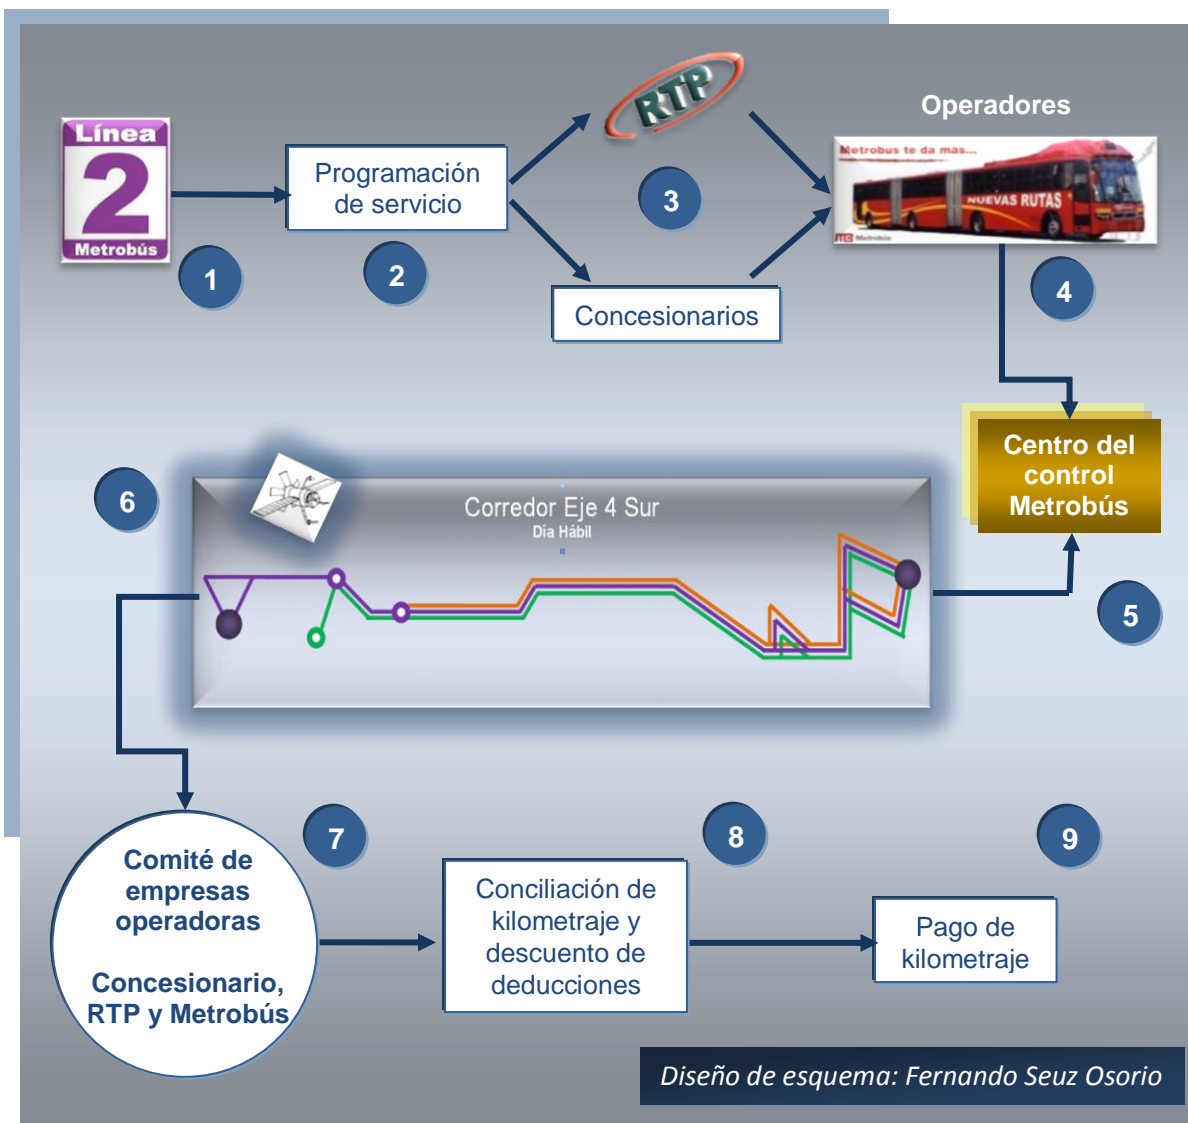 Línea
2
Metrobús
1
Programación
de servicio
2
RTP
3
Concesionarios
Operadores
Metrobus te da mas...
NUEVAS RUTAS
MB Metrobús
4
Centro del
control
Metrobús
5
6
Corredor Eje 4 Sur
Día Hábil
Comité de
empresas
operadoras
Concesionario,
RTP y Metrobús
7
Conciliación de
kilometraje y
descuento de
deducciones
8
Pago de
kilometraje
9
Diseño de esquema: Fernando Seuz Osorio